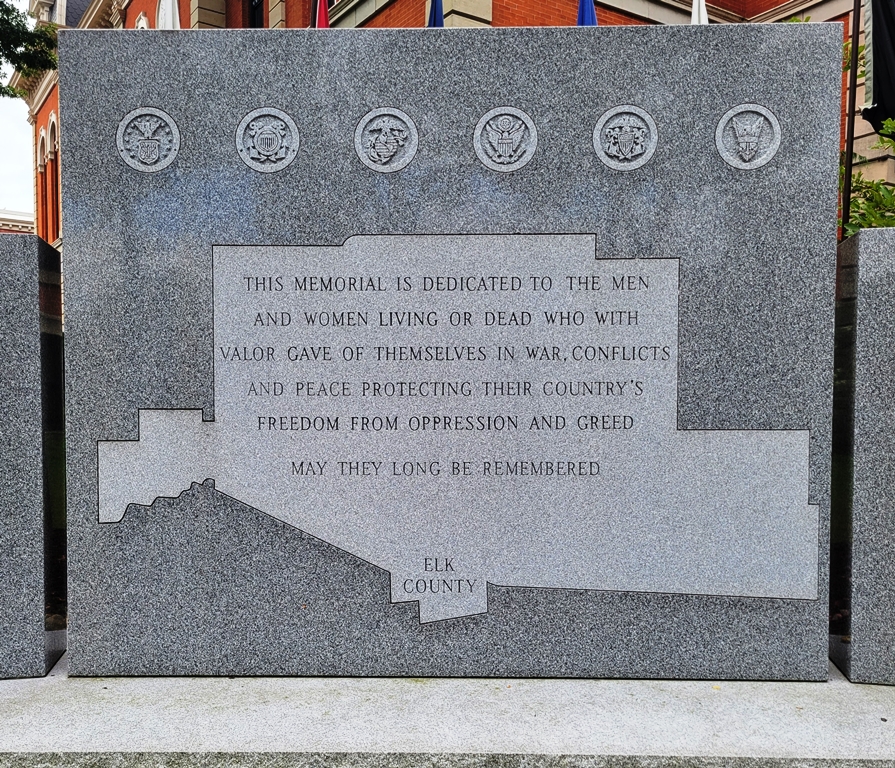 THIS MEMORIAL IS DEDICATED TO THE MEN
AND WOMEN LIVING OR DEAD WHO WITH
VALOR GAVE OF THEMSELVES IN WAR, CONFLICTS
AND PEACE PROTECTING THEIR COUNTRY'S
FREEDOM FROM OPPRESSION AND GREED
MAY THEY LONG BE REMEMBERED
ELK
COUNTY